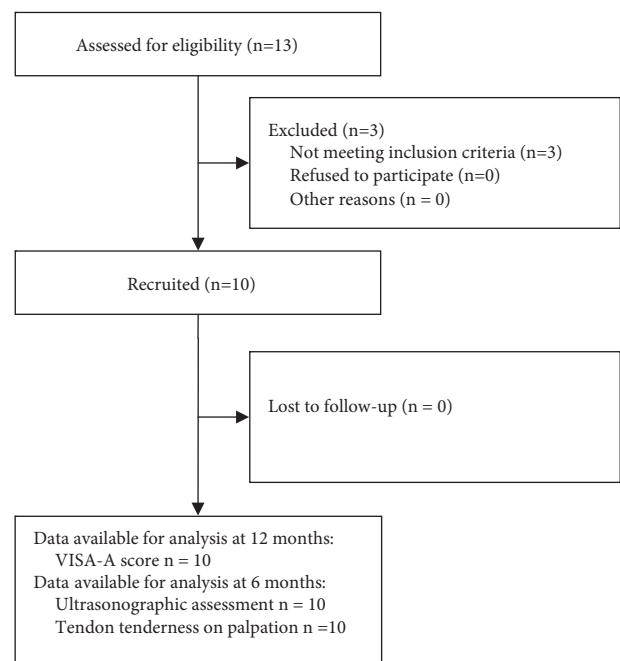 Assessed for eligibility (n=13)
Excluded (n=3)
Not meeting inclusion criteria (n=3)
Refused to participate (n=0)
Other reasons (n = 0)
Recruited (n=10)
Lost to follow-up (n = 0)
Data available for analysis at 12 months:
VISA-A score n = 10
Data available for analysis at 6 months:
Ultrasonographic assessment n = 10
Tendon tenderness on palpation n =10